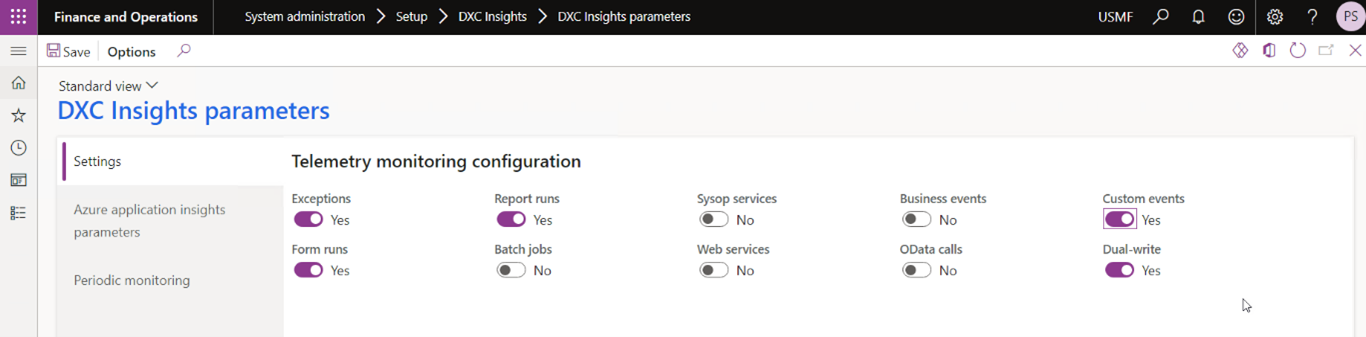 Finance and Operations System administration Setup DXC Insights DXC Insights parameters USMF ? PS
Save Options
Standard view
DXC Insights parameters
Settings
Azure application insights
parameters
Periodic monitoring
Telemetry monitoring configuration
Exceptions Report runs Sysop services Business events Custom events
Yes Yes No No Yes
Form runs Batch jobs Web services OData calls Dual-write
Yes No No No Yes